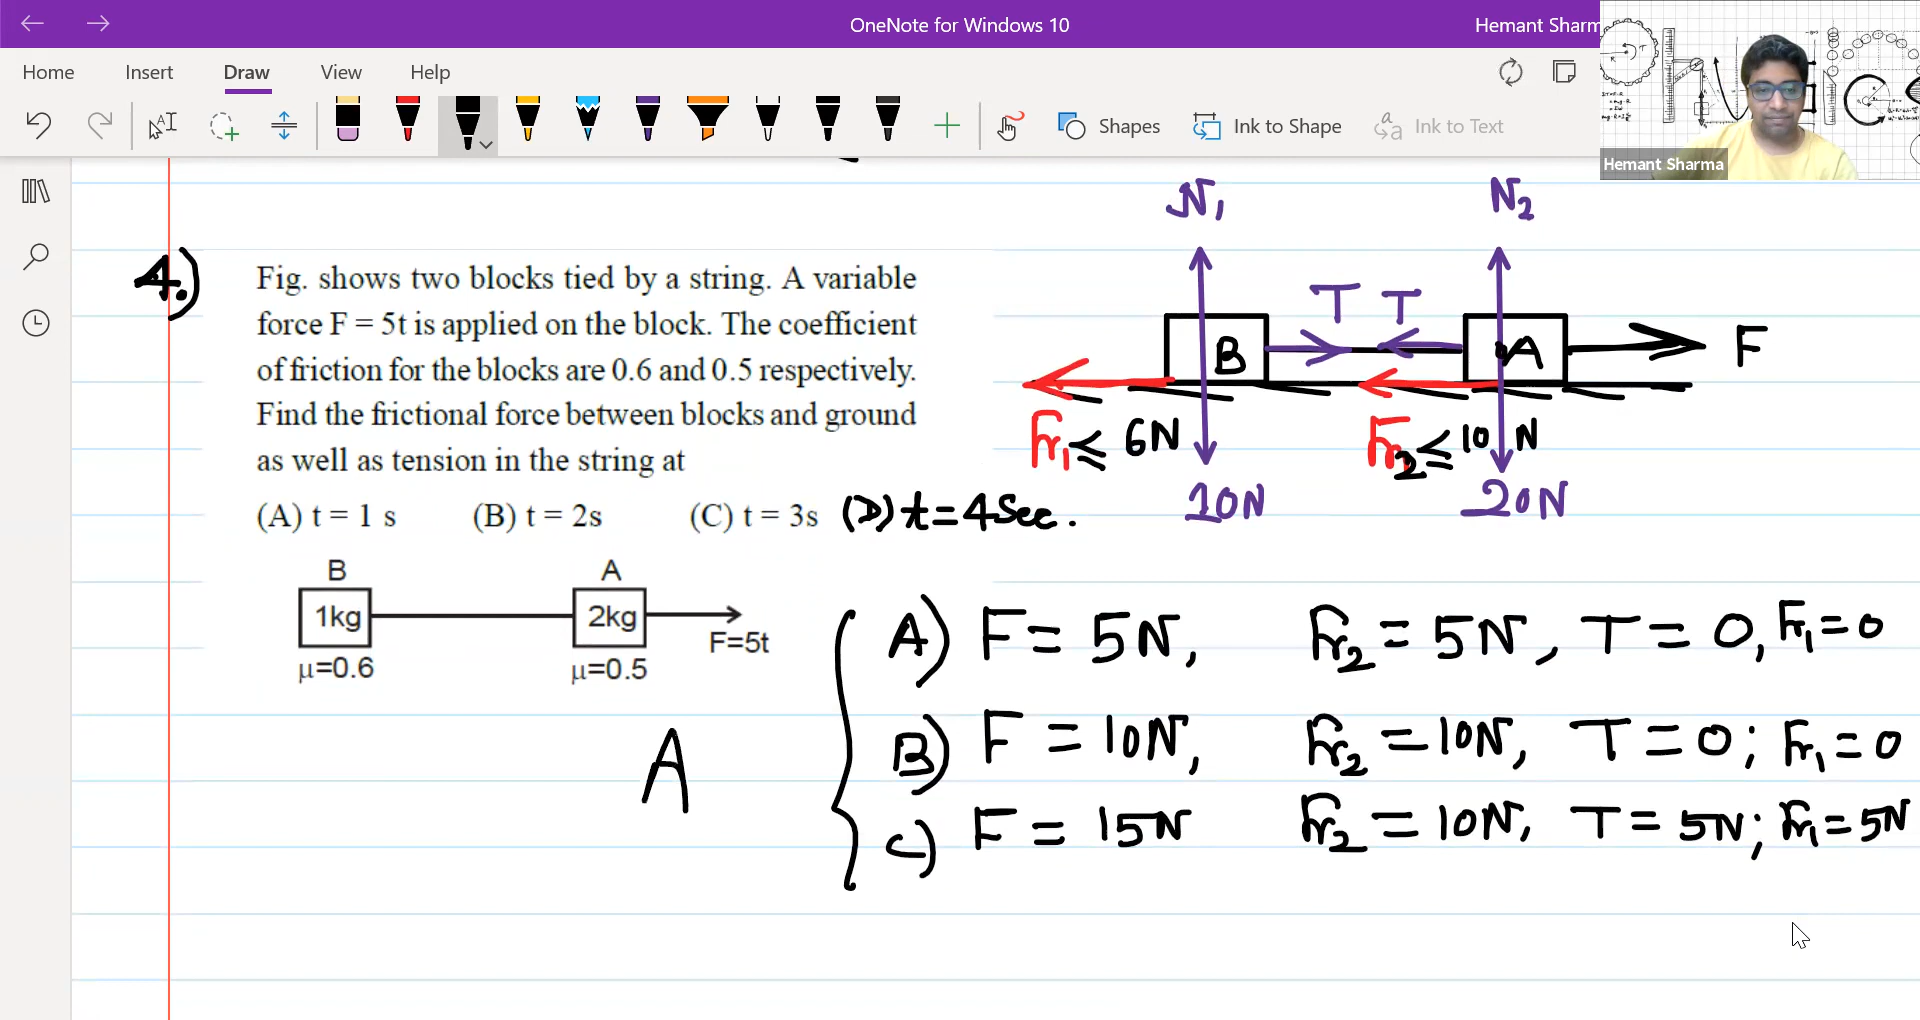 OneNote for Windows 10
Hemant Sharm
Home Insert Draw View Help
Shapes Ink to Shape Ink to Text
Hemant Sharma
4.)
Fig. shows two blocks tied by a string. A variable
force F = 5t is applied on the block. The coefficient
of friction for the blocks are 0.6 and 0.5 respectively.
Find the frictional force between blocks and ground
as well as tension in the string at
(A) t = 1 s (B) t = 2s (C) t = 3s (D) t = 4 Sec.
B A
1kg 2kg
F=5t
μ=0.6 μ=0.5
N₁ N₂
T T
B A F
Fr₁ ≤ 6N Fr₂ ≤ 10 N
10N 20N
A) F = 5N, Fr₂ = 5N, T = 0, Fr₁ = 0
B) F = 10N, Fr₂ = 10N, T = 0; Fr₁ = 0
C) F = 15N Fr₂ = 10N, T = 5N; Fr₁ = 5N
A